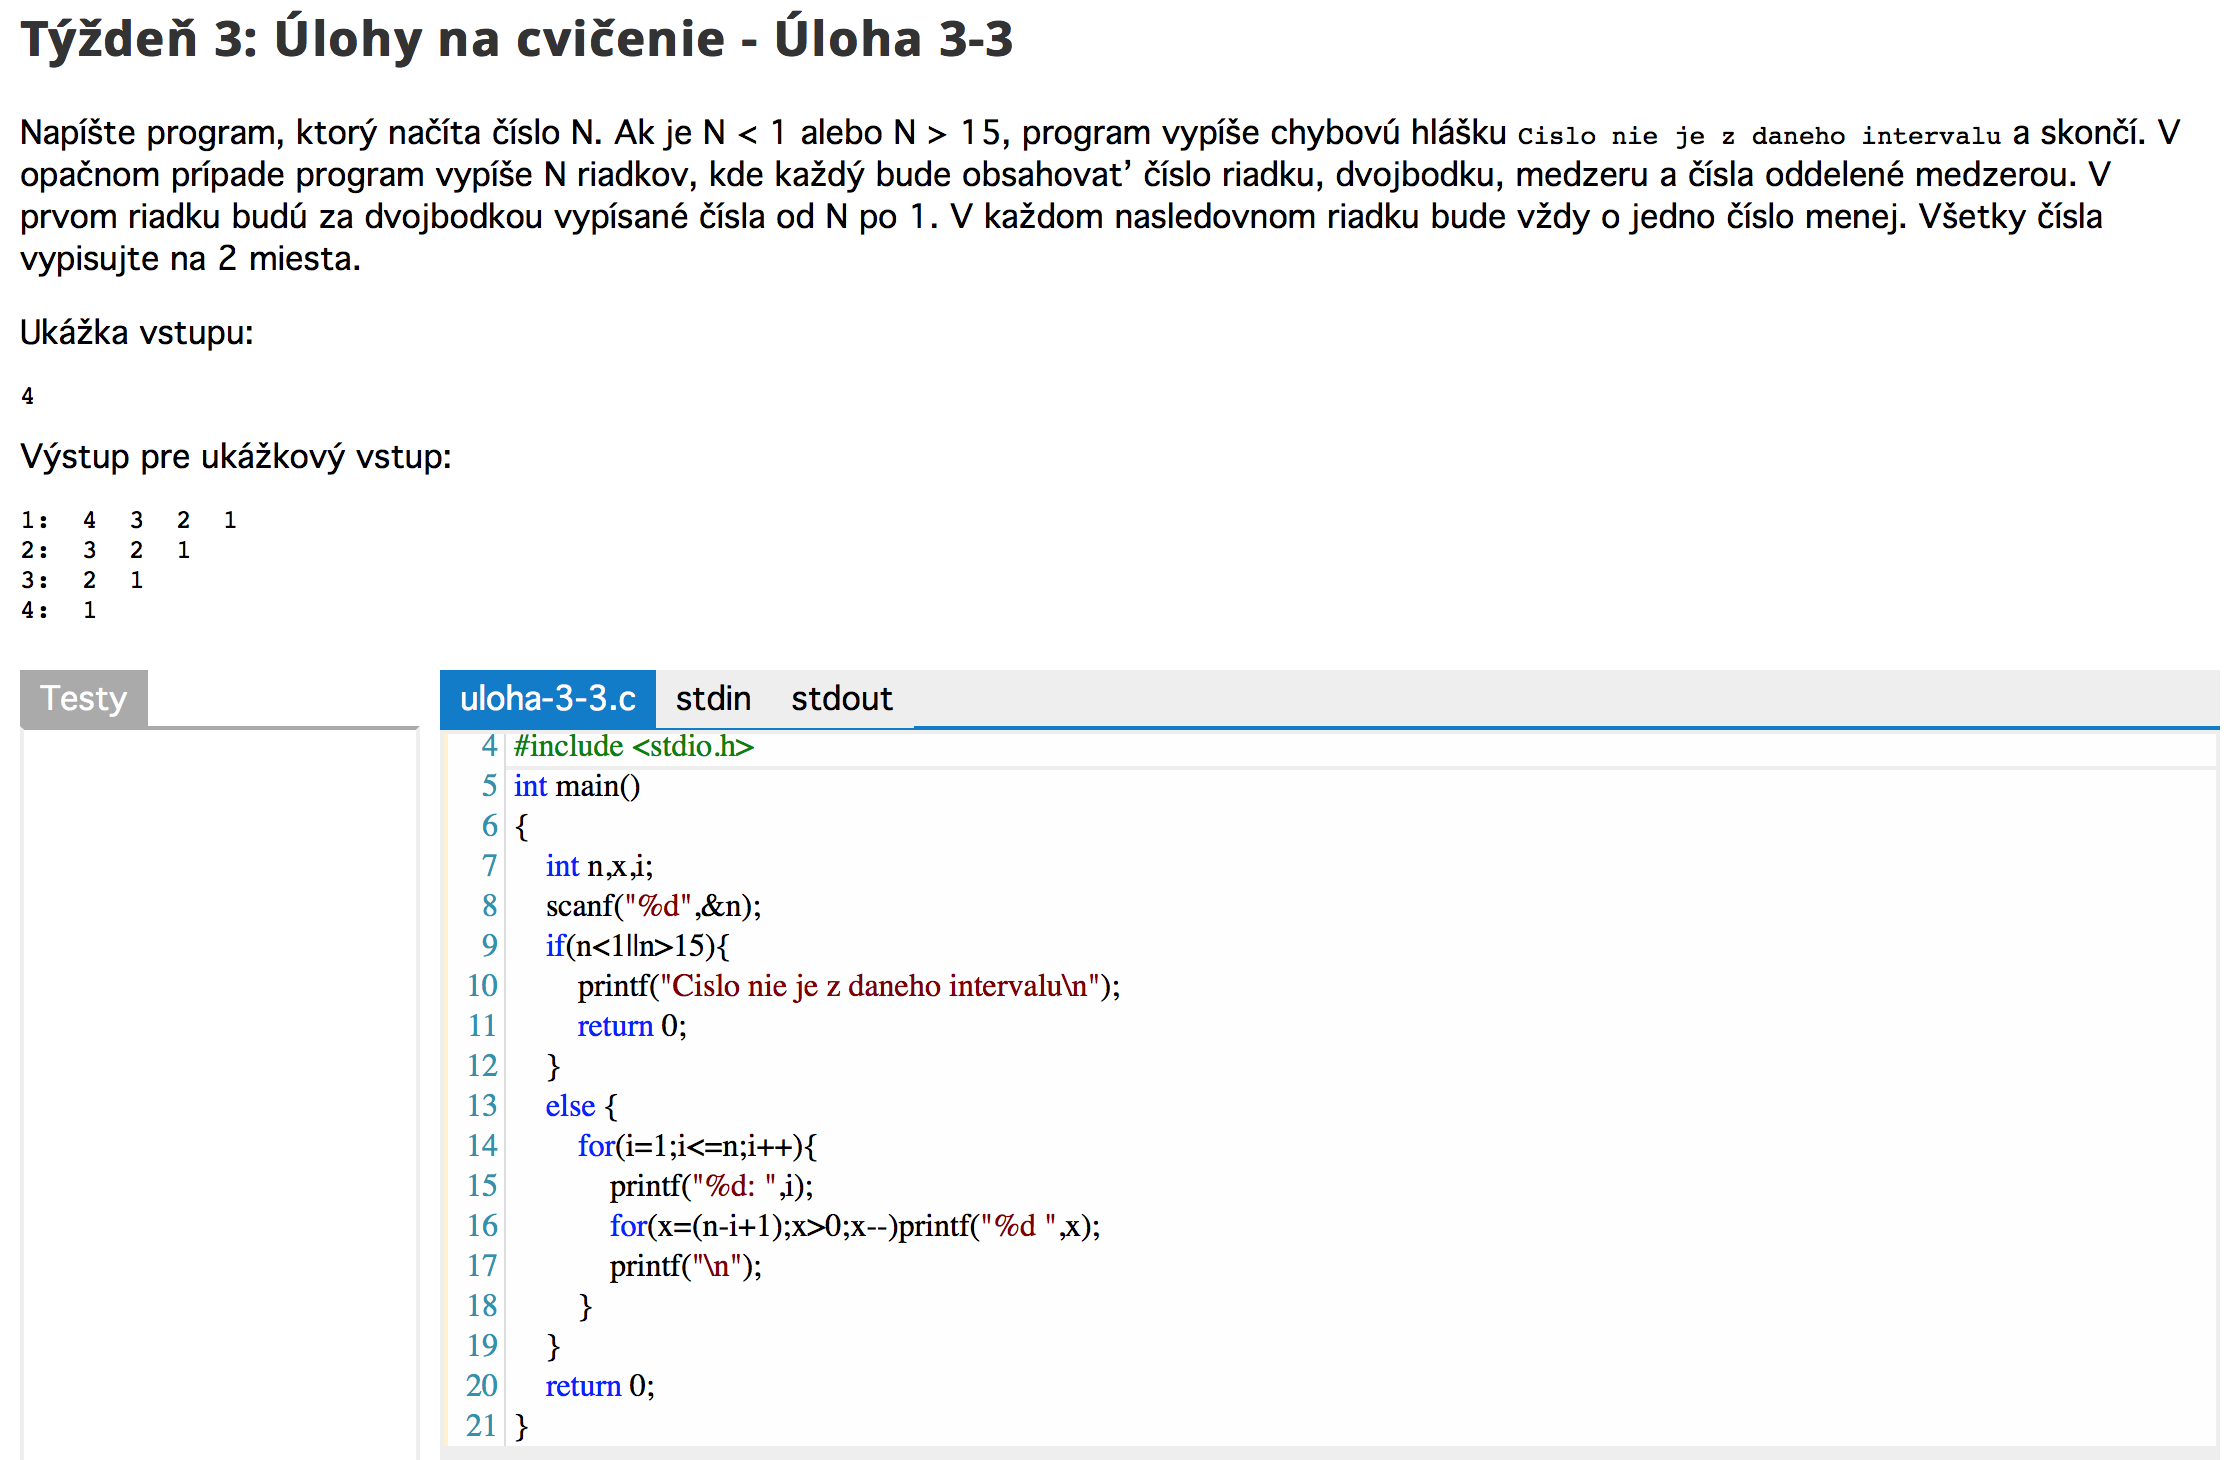 Týždeň 3: Úlohy na cvičenie - Úloha 3-3
Napíšte program, ktorý načíta číslo N. Ak je N < 1 alebo N > 15, program vypíše chybovú hlášku Cislo nie je z daneho intervalu a skončí. V
opačnom prípade program vypíše N riadkov, kde každý bude obsahovať číslo riadku, dvojbodku, medzeru a čísla oddelené medzerou. V
prvom riadku budú za dvojbodkou vypísané čísla od N po 1. V každom nasledovnom riadku bude vždy o jedno číslo menej. Všetky čísla
vypisujte na 2 miesta.
Ukážka vstupu:
4
Výstup pre ukážkový vstup:
1:  4  3  2  1
2:  3  2  1
3:  2  1
4:  1
Testy
uloha-3-3.c stdin stdout
4 #include <stdio.h>
5 int main()
6 {
7     int n,x,i;
8     scanf("%d",&n);
9     if(n<1||n>15){
10         printf("Cislo nie je z daneho intervalu\n");
11         return 0;
12     }
13     else {
14         for(i=1;i<=n;i++){
15             printf("%d: ",i);
16             for(x=(n-i+1);x>0;x--)printf("%d ",x);
17             printf("\n");
18         }
19     }
20     return 0;
21 }